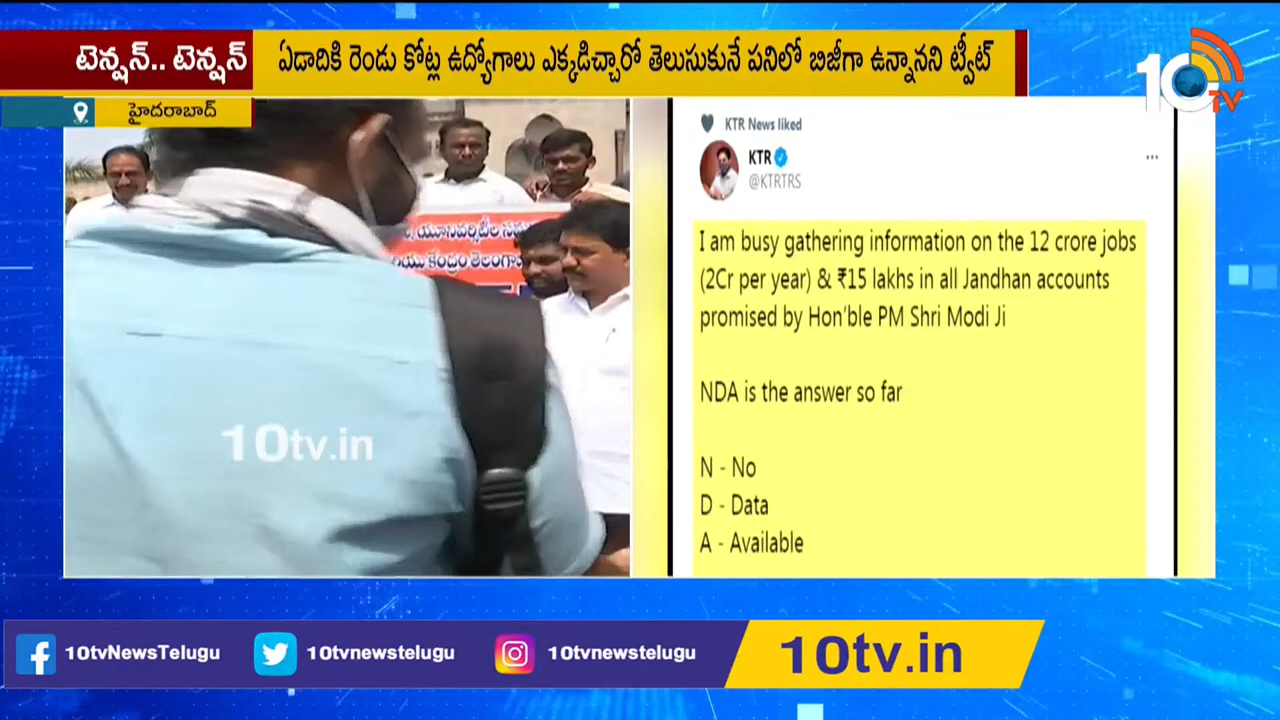 టెన్షన్.. టెన్షన్
ఏడాదికి రెండు కోట్ల ఉద్యోగాలు ఎక్కడిచ్చారో తెలుసుకునే పనిలో బిజీగా ఉన్నానని ట్వీట్
10TV
హైదరాబాద్
యూనివర్శిటీల
కేంద్రం
10tv.in
KTR News liked
KTR
@KTRTRS
I am busy gathering information on the 12 crore jobs
(2Cr per year) & ₹15 lakhs in all Jandhan accounts
promised by Hon'ble PM Shri Modi Ji
NDA is the answer so far
N - No
D - Data
A - Available
10tvNewsTelugu
10tvnewstelugu
10tvnewstelugu
10tv.in